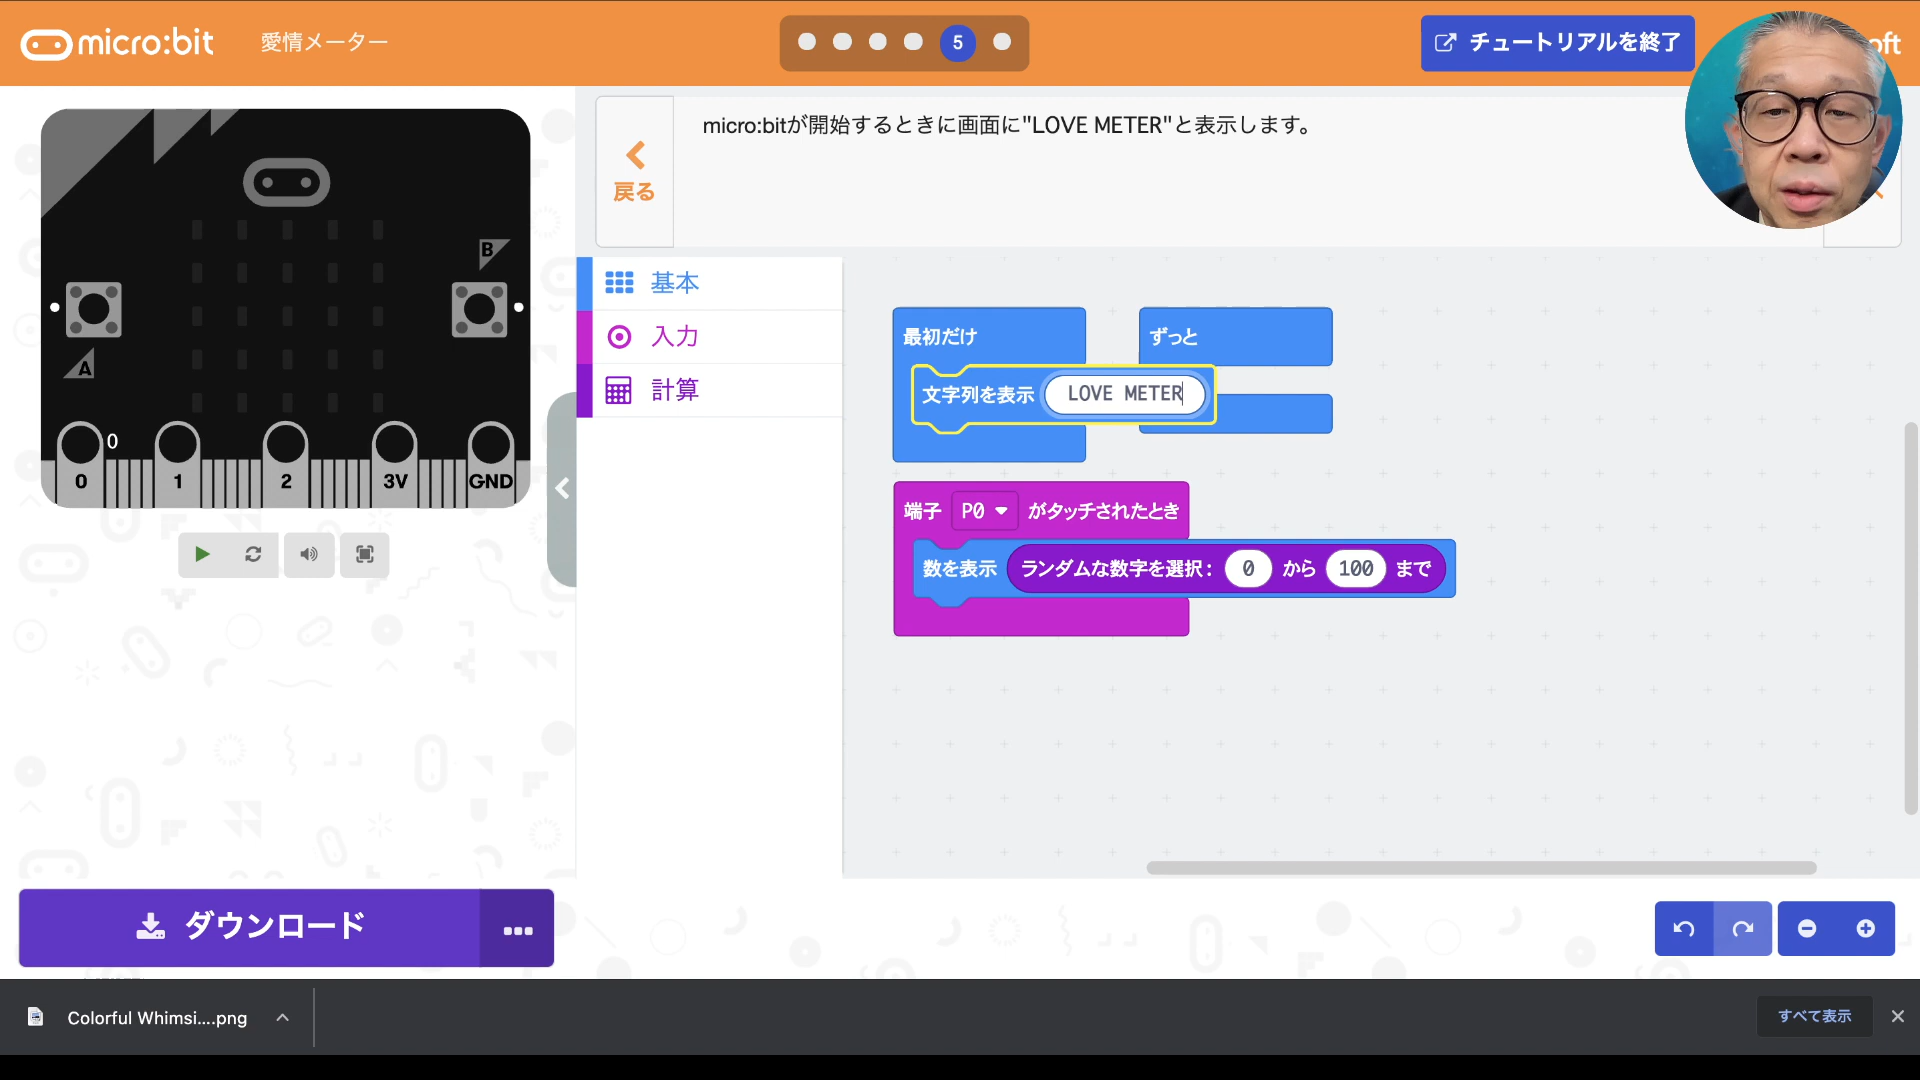 micro:bit
愛情メーター
5
チュートリアルを終了
oft
戻る
micro:bitが開始するときに画面に"LOVE METER"と表示します。
B
A
0
0
1
2
3V
GND
基本
入力
計算
最初だけ
文字列を表示 LOVE METER
ずっと
端子 P0 がタッチされたとき
数を表示 ランダムな数字を選択: 0 から 100 まで
ダウンロード
Colorful Whimsi....png
すべて表示